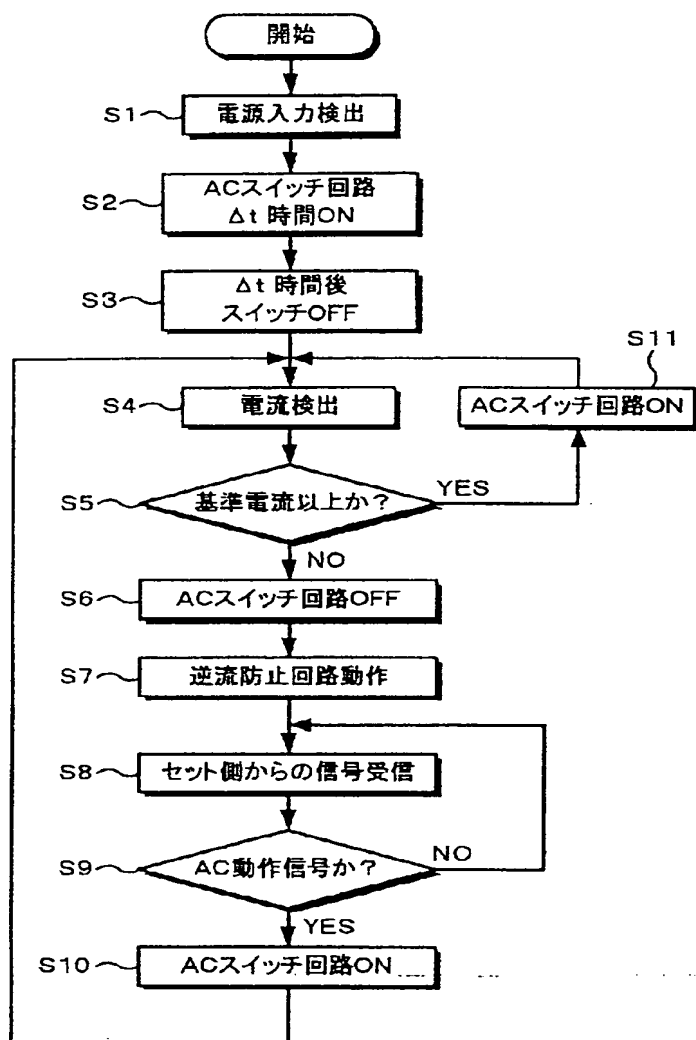 開始
S1
電源入力検出
S2
ACスイッチ回路
Δt 時間ON
S3
Δt 時間後
スイッチOFF
S11
S4
電流検出
ACスイッチ回路ON
S5
基準電流以上か?
YES
NO
S6
ACスイッチ回路OFF
S7
逆流防止回路動作
S8
セット側からの信号受信
S9
AC動作信号か?
NO
YES
S10
ACスイッチ回路ON